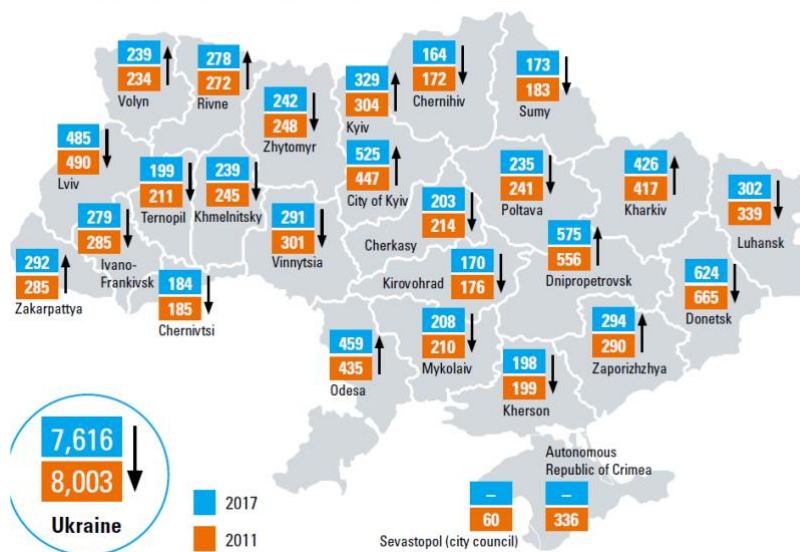 239
234
Volyn
278
272
Rivne
242
248
Zhytomyr
329
304
Kyiv
164
172
Chernihiv
173
183
Sumy
485
490
Lviv
199
211
Ternopil
239
245
Khmelnitsky
525
447
City of Kyiv
235
241
Poltava
426
417
Kharkiv
302
339
Luhansk
279
285
Ivano-
Frankivsk
291
301
Vinnytsia
203
214
Cherkasy
575
556
Dnipropetrovsk
292
285
Zakarpattya
184
185
Chernivtsi
170
Kirovohrad 176
624
665
Donetsk
459
435
Odesa
208
210
Mykolaiv
294
290
Zaporizhzhya
198
199
Kherson
7,616
8,003
Ukraine
2017
2011
Autonomous
Republic of Crimea
– –
60 336
Sevastopol (city council)